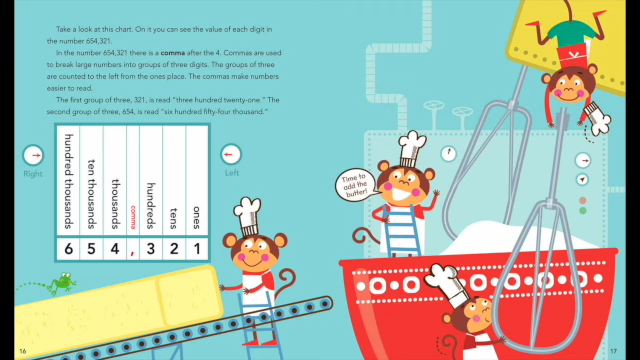 Take a look at this chart. On it you can see the value of each digit in
the number 654,321.
In the number 654,321 there is a comma after the 4. Commas are used
to break large numbers into groups of three digits. The groups of three
are counted to the left from the ones place. The commas make numbers
easier to read.
The first group of three, 321, is read “three hundred twenty-one.” The
second group of three, 654, is read “six hundred fifty-four thousand.”
Right
hundred thousands
ten thousands
thousands
comma
hundreds
tens
ones
Left
6 5 4 , 3 2 1
Time to
add the
butter!
16
17